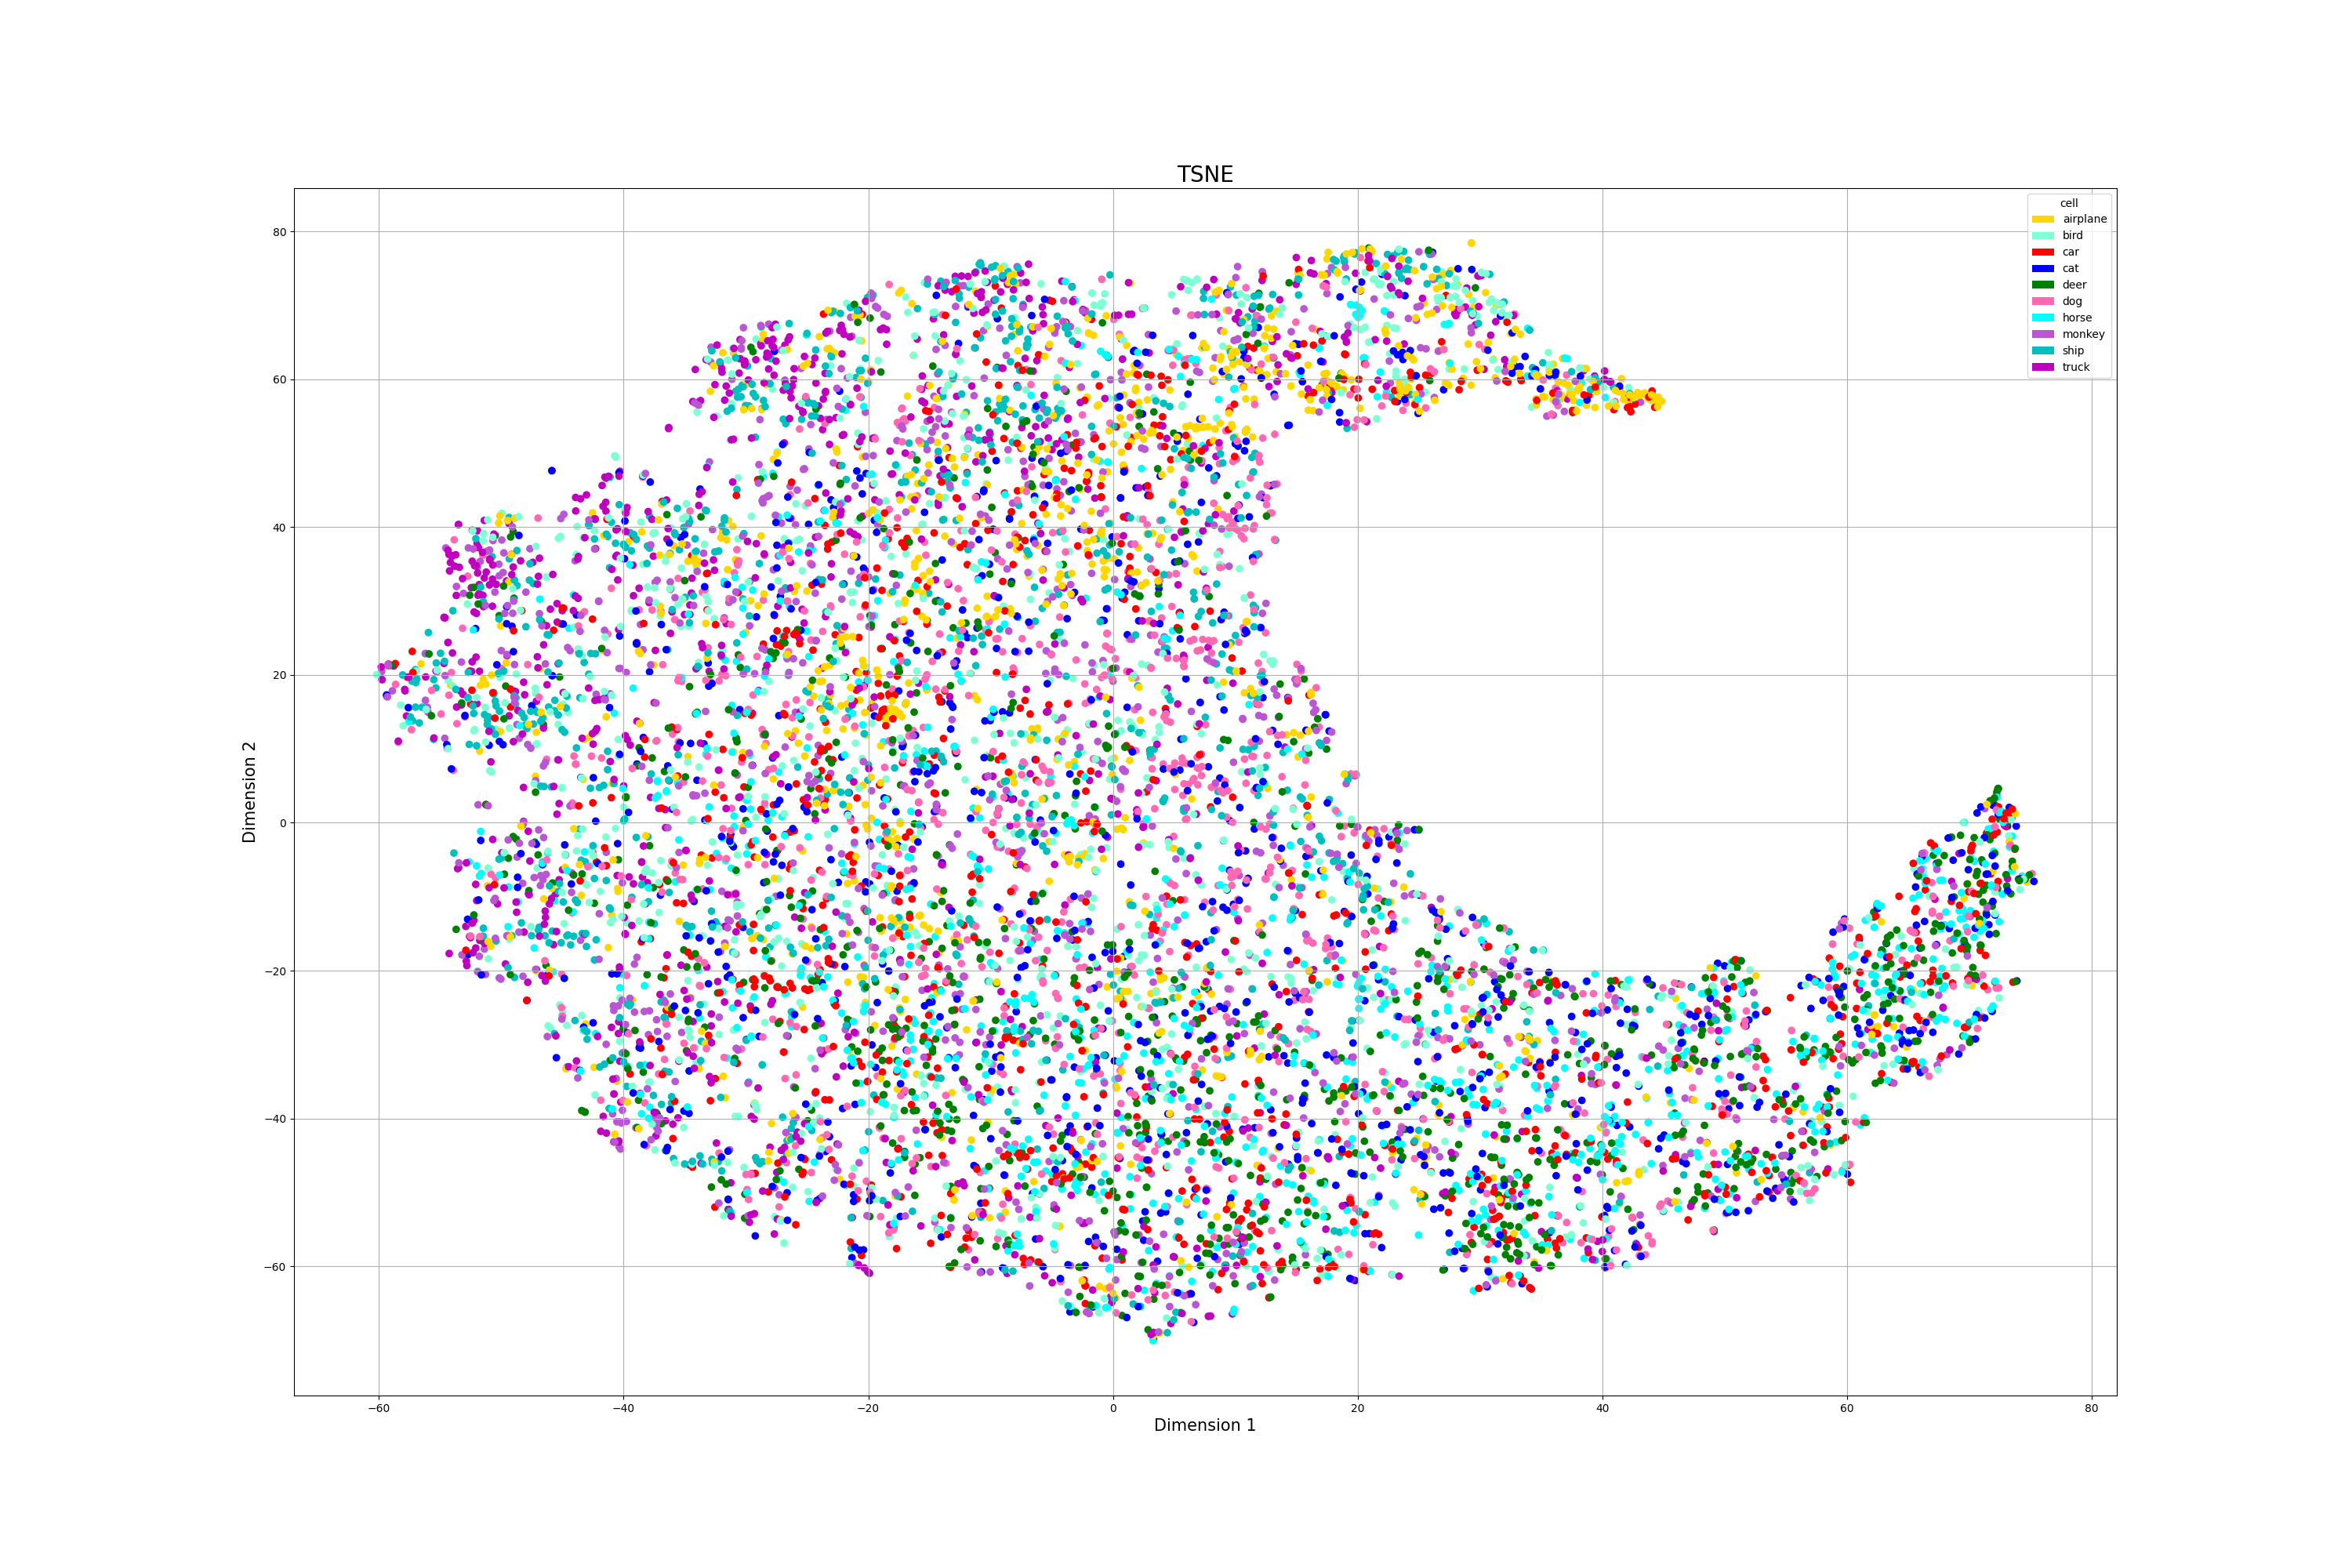 TSNE
cell
airplane
bird
car
cat
deer
dog
horse
monkey
ship
truck
80
60
40
20
0
−20
−40
−60
Dimension 2
−60
−40
−20
0
20
40
60
80
Dimension 1